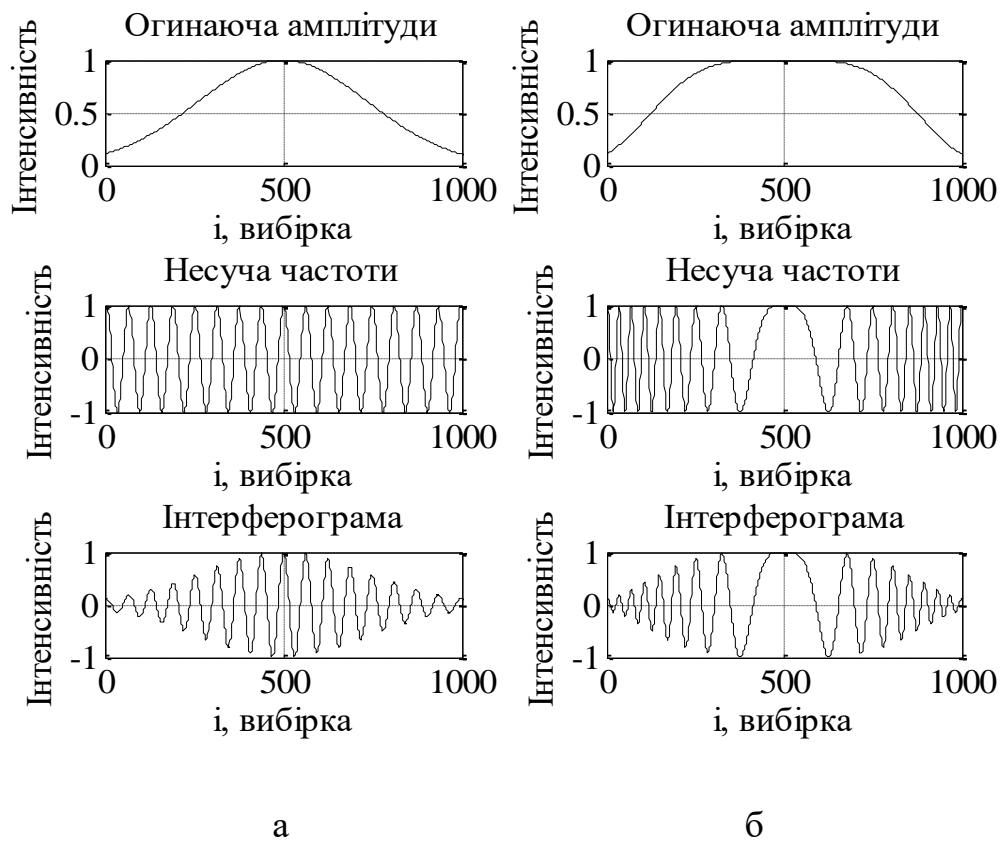 Огинаюча амплітуди
Інтенсивність
1
0.5
0
0
500
1000
і, вибірка
Несуча частоти
Інтенсивність
1
0
-1
0
500
1000
і, вибірка
Інтерферограма
Інтенсивність
1
0
-1
0
500
1000
і, вибірка
а
Огинаюча амплітуди
Інтенсивність
1
0.5
0
0
500
1000
і, вибірка
Несуча частоти
Інтенсивність
1
0
-1
0
500
1000
і, вибірка
Інтерферограма
Інтенсивність
1
0
-1
0
500
1000
і, вибірка
б